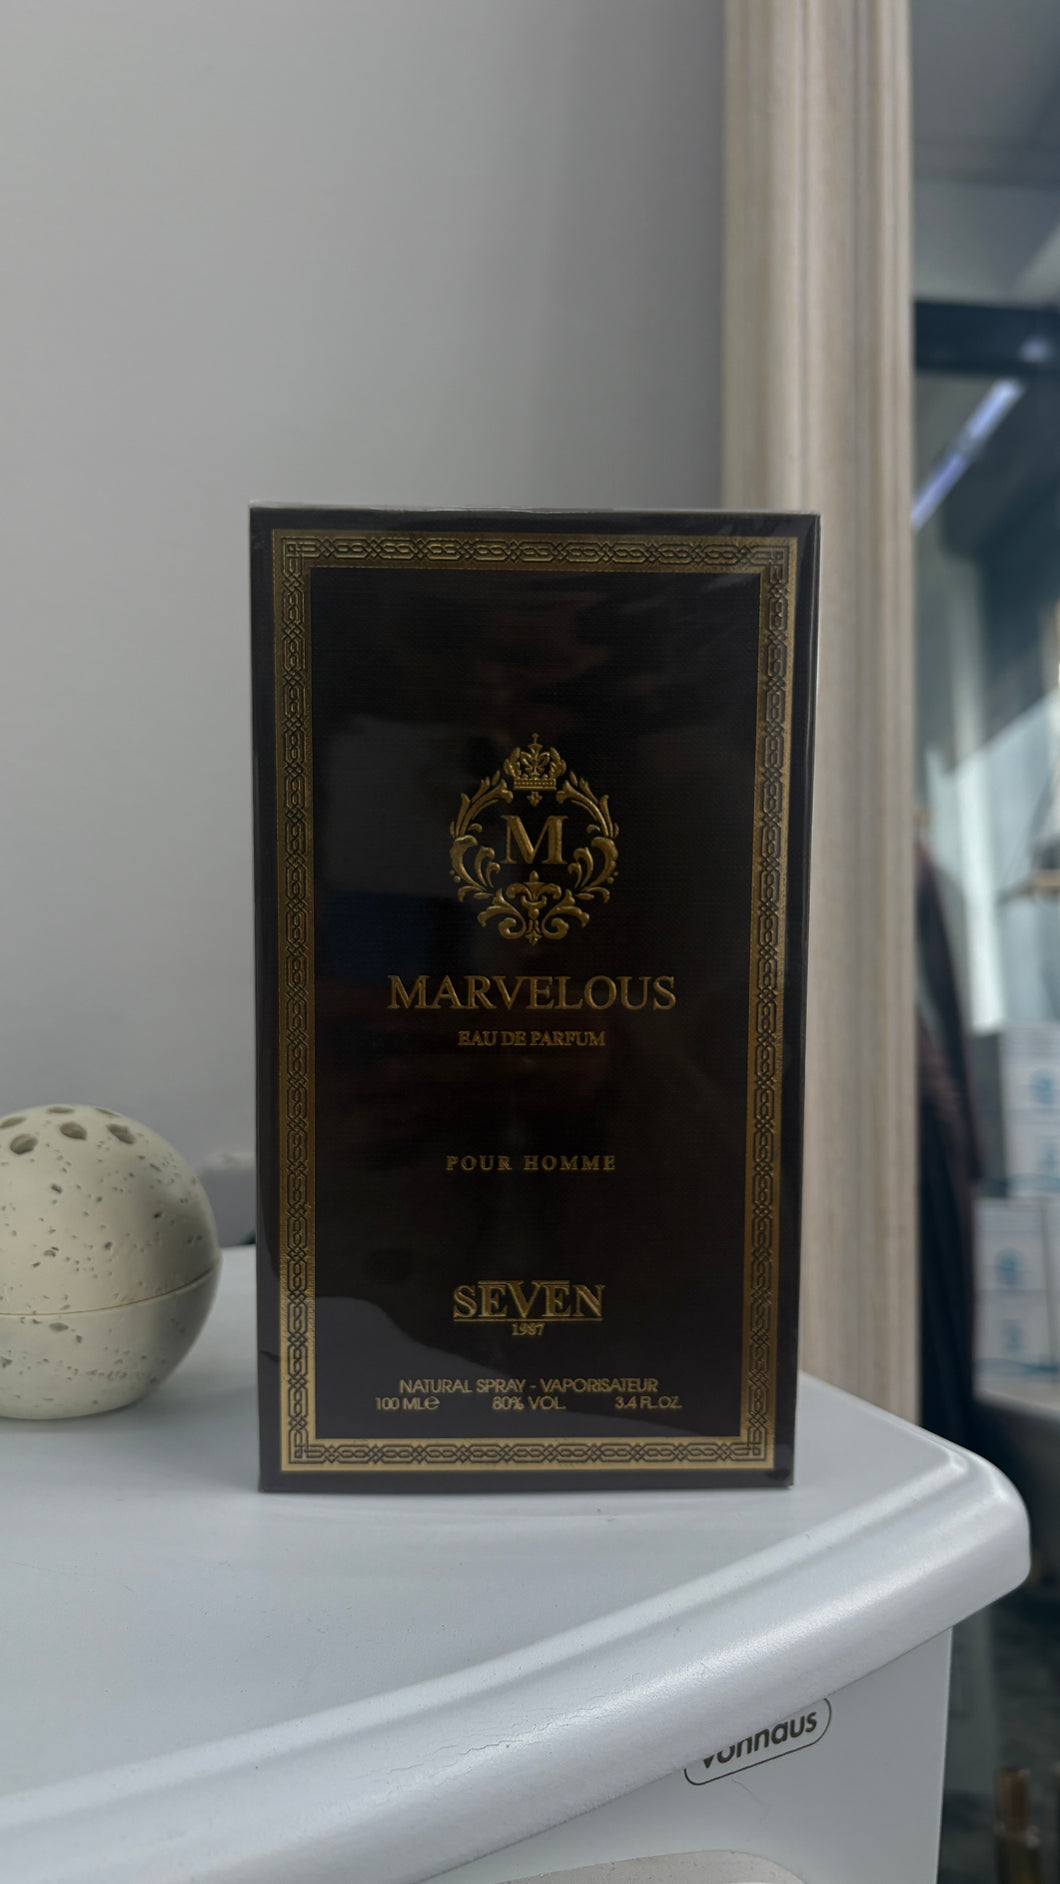 M
MARVELOUS
EAU DE PARFUM
POUR HOMME
SEVEN
1987
NATURAL SPRAY - VAPORISATEUR
100 ML℮ 80% VOL. 3.4 FL.OZ.
vonhaus